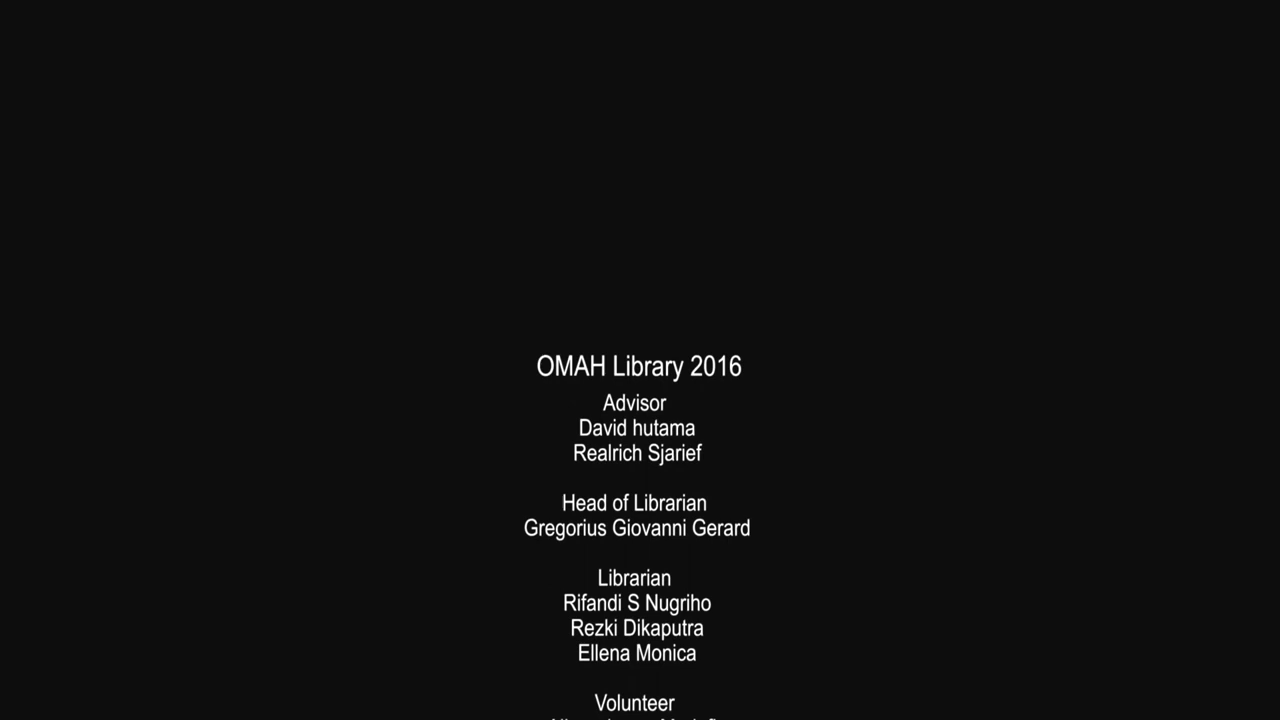 OMAH Library 2016
Advisor
David hutama
Realrich Sjarief
Head of Librarian
Gregorius Giovanni Gerard
Librarian
Rifandi S Nugriho
Rezki Dikaputra
Ellena Monica
Volunteer